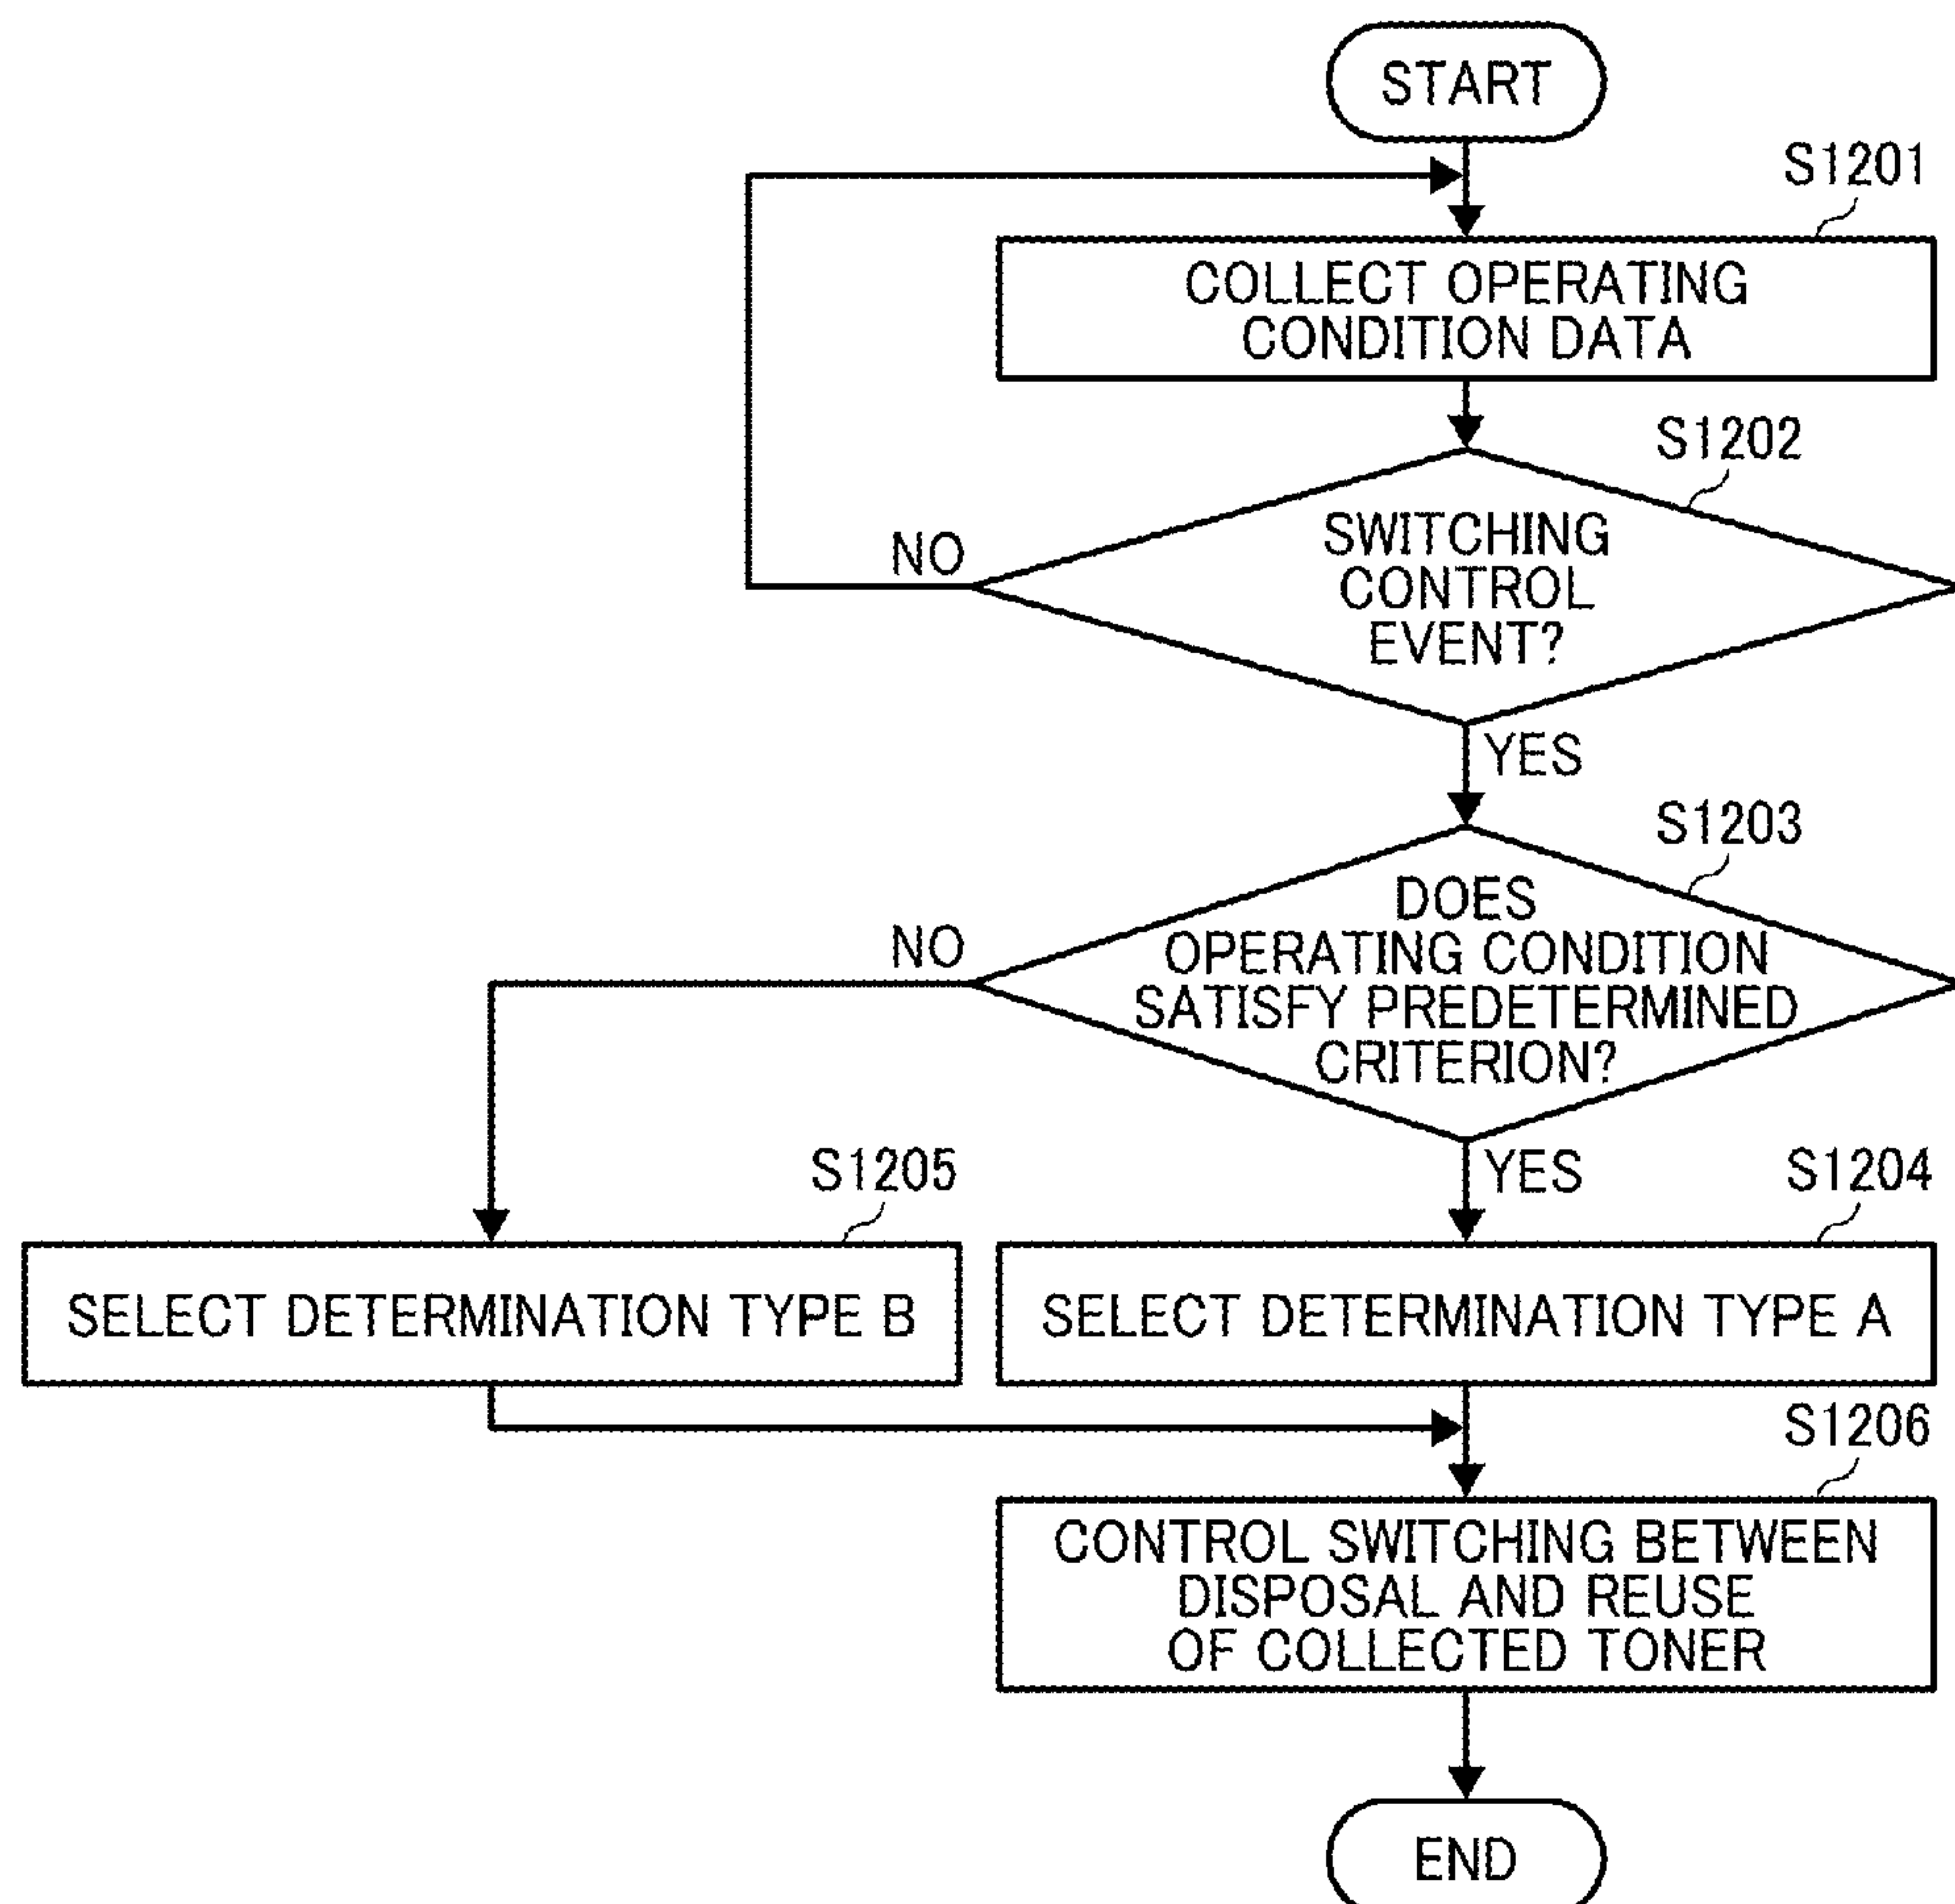 START
S1201
COLLECT OPERATING
CONDITION DATA
S1202
SWITCHING
CONTROL
EVENT?
NO
YES
S1203
DOES
OPERATING CONDITION
SATISFY PREDETERMINED
CRITERION?
NO
YES
S1205
SELECT DETERMINATION TYPE B
S1204
SELECT DETERMINATION TYPE A
S1206
CONTROL SWITCHING BETWEEN
DISPOSAL AND REUSE
OF COLLECTED TONER
END